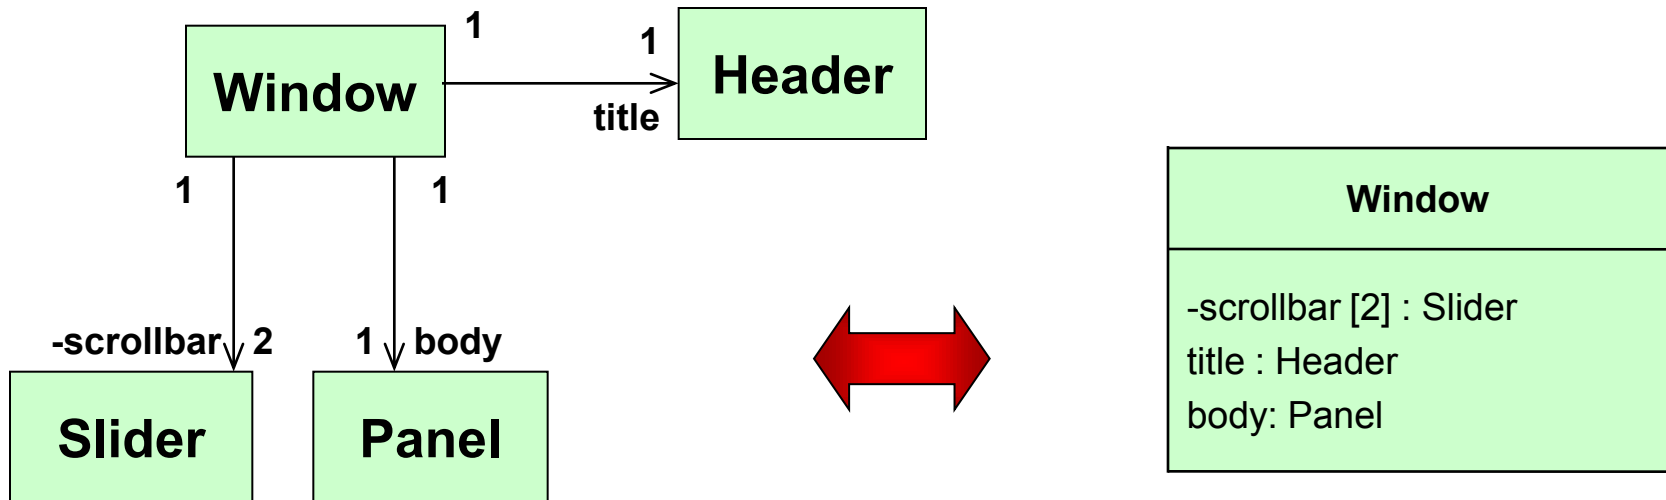 1
1
Header
Window
title
1
1
Window
-scrollbar [2] : Slider
-scrollbar 2
1 body
title : Header
body: Panel
Slider
Panel